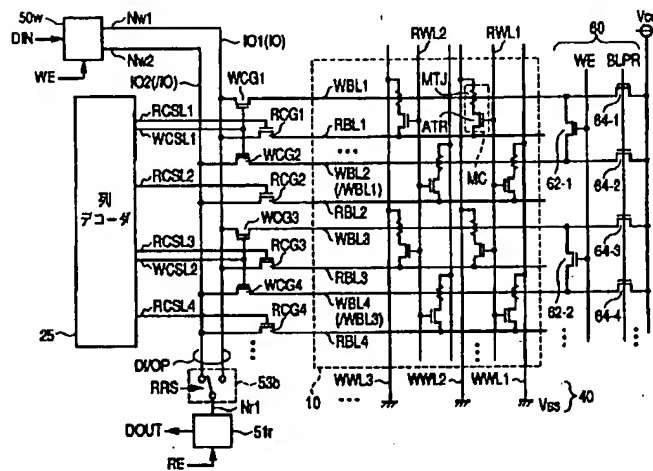 50w
Nw1
DIN
Nw2
IO1(IO)
WE
IO2(/IO)
RWL2
RWL1
60
WE
BLPR
WCG1
WBL1
MTJ
64-1
RCSL1
RCG1
WCSL1
RBL1
ATR
WCG2
62-1
64-2
RCSL2
WBL2
(/WBL1)
MC
RCG2
RBL2
列
デコーダ
WCG3
WBL3
64-3
RCSL3
RCG3
WCSL2
RBL3
WCG4
WBL4
(/WBL3)
62-2
64-4
RCSL4
RCG4
RBL4
25
DI/OP
RRS
53b
10
WWL3
WWL2
WWL1
Nr1
VSS
40
DOUT
51r
RE